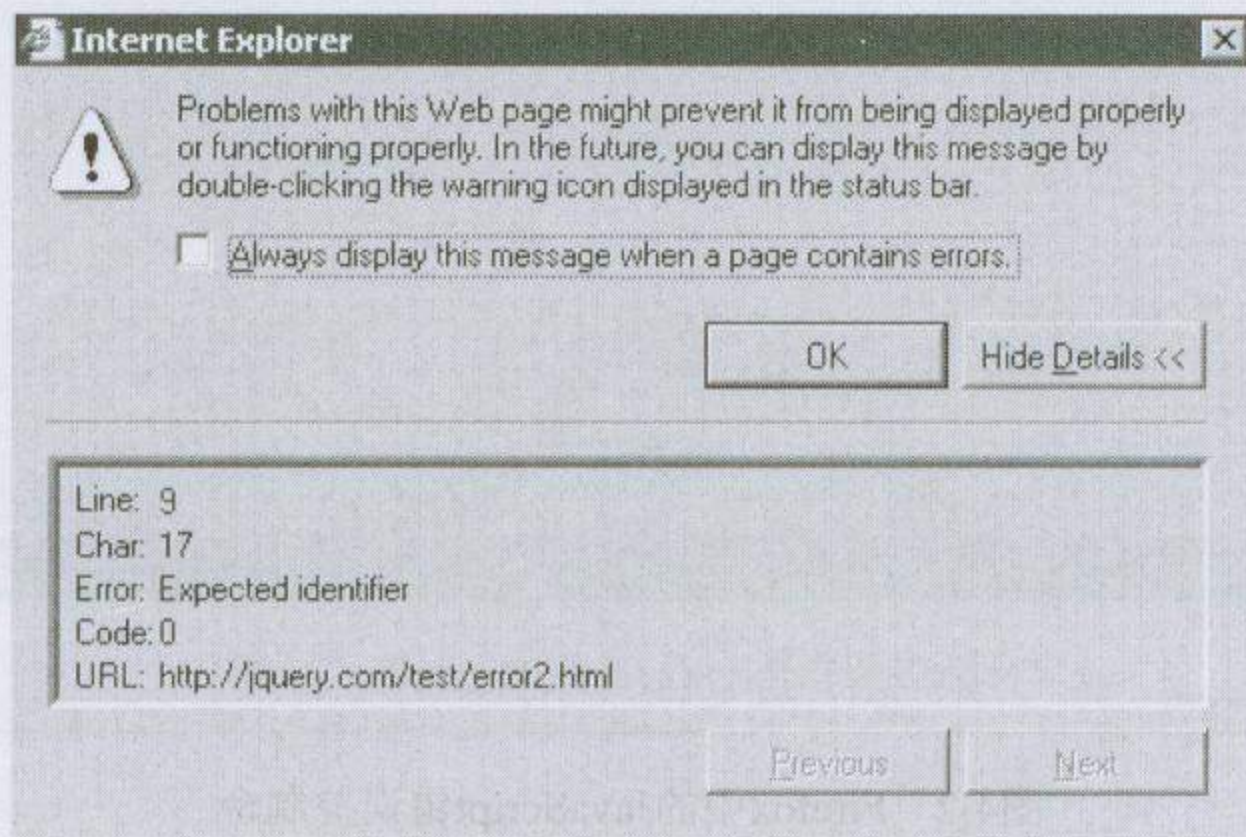 Internet Explorer
Problems with this Web page might prevent it from being displayed properly
or functioning properly. In the future, you can display this message by
double-clicking the warning icon displayed in the status bar.
Always display this message when a page contains errors.
OK
Hide Details <<
Line: 9
Char: 17
Error: Expected identifier
Code: 0
URL: http://jquery.com/test/error2.html
Previous
Next